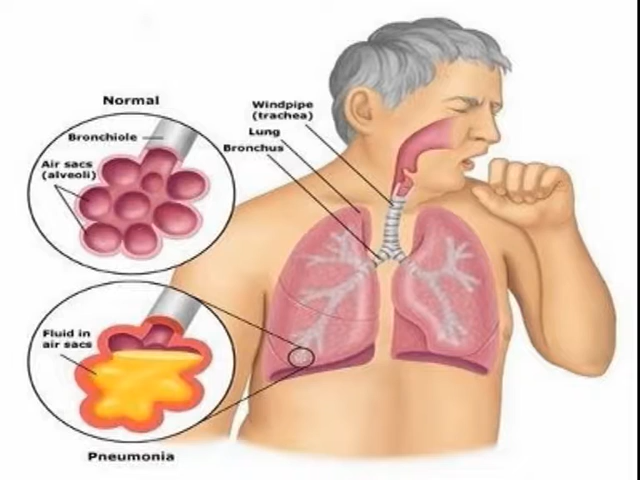 Normal
Bronchiole
Air sacs
(alveoli)
Windpipe
(trachea)
Lung
Bronchus
Fluid in
air sacs
Pneumonia